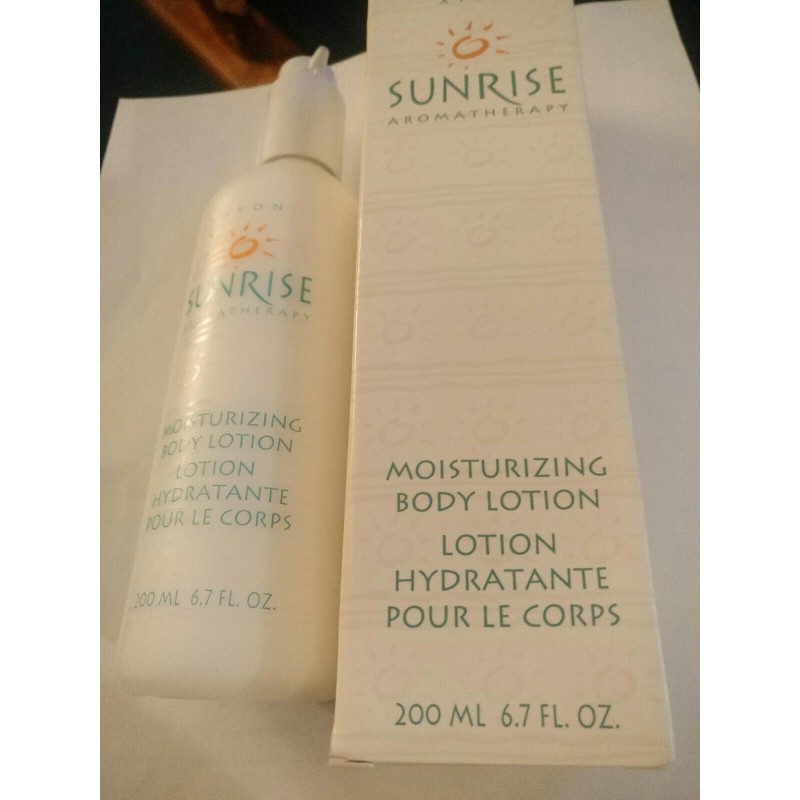 AVON
SUNRISE
AROMATHERAPY
MOISTURIZING
BODY LOTION
LOTION
HYDRATANTE
POUR LE CORPS
200 ML 6.7 FL. OZ.
SUNRISE
AROMATHERAPY
MOISTURIZING
BODY LOTION
LOTION
HYDRATANTE
POUR LE CORPS
200 ML 6.7 FL. OZ.